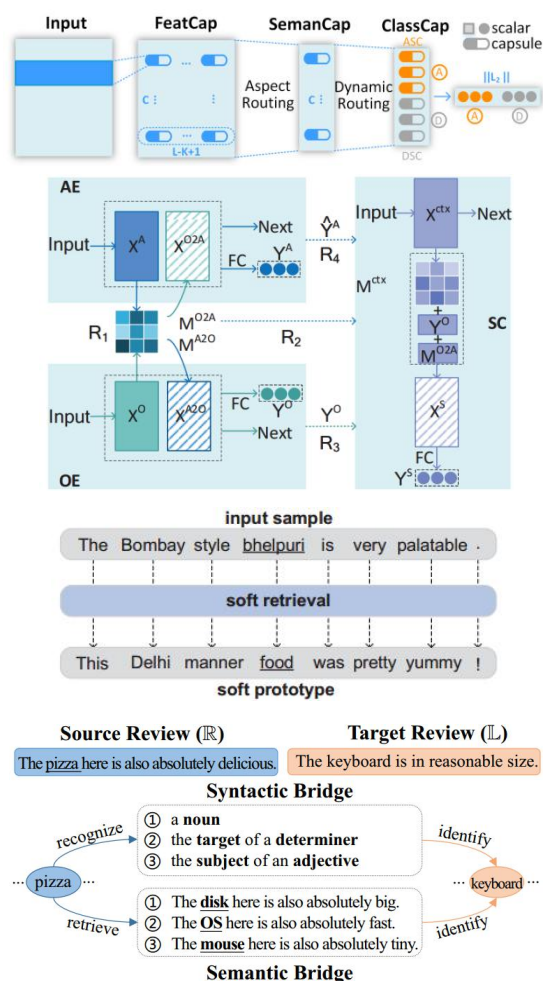 Input FeatCap SemanCap ClassCap scalar
capsule
ASC
... ||L₂ ||
C ⋮ ⋮ Aspect Routing C ⋮ Dynamic Routing A
D
A D
... L-K+1
DSC
AE
Input X^A X^O2A Next
FC Y^A
Ŷ^A
R₄
Input X^ctx Next
R₁ M^O2A
M^A2O
R₂
M^ctx
+
Y^O
+
M^O2A
SC
Input X^O X^A2O FC Y^O
Next
Y^O
R₃
X^S
FC
Y^S
OE
input sample
The Bombay style bhelpuri is very palatable .
soft retrieval
This Delhi manner food was pretty yummy !
soft prototype
Source Review (ℝ) Target Review (𝕃)
The pizza here is also absolutely delicious. The keyboard is in reasonable size.
Syntactic Bridge
① a noun
recognize ② the target of a determiner identify
③ the subject of an adjective
... pizza ... ... keyboard ...
① The disk here is also absolutely big.
retrieve ② The OS here is also absolutely fast. identify
③ The mouse here is also absolutely tiny.
Semantic Bridge